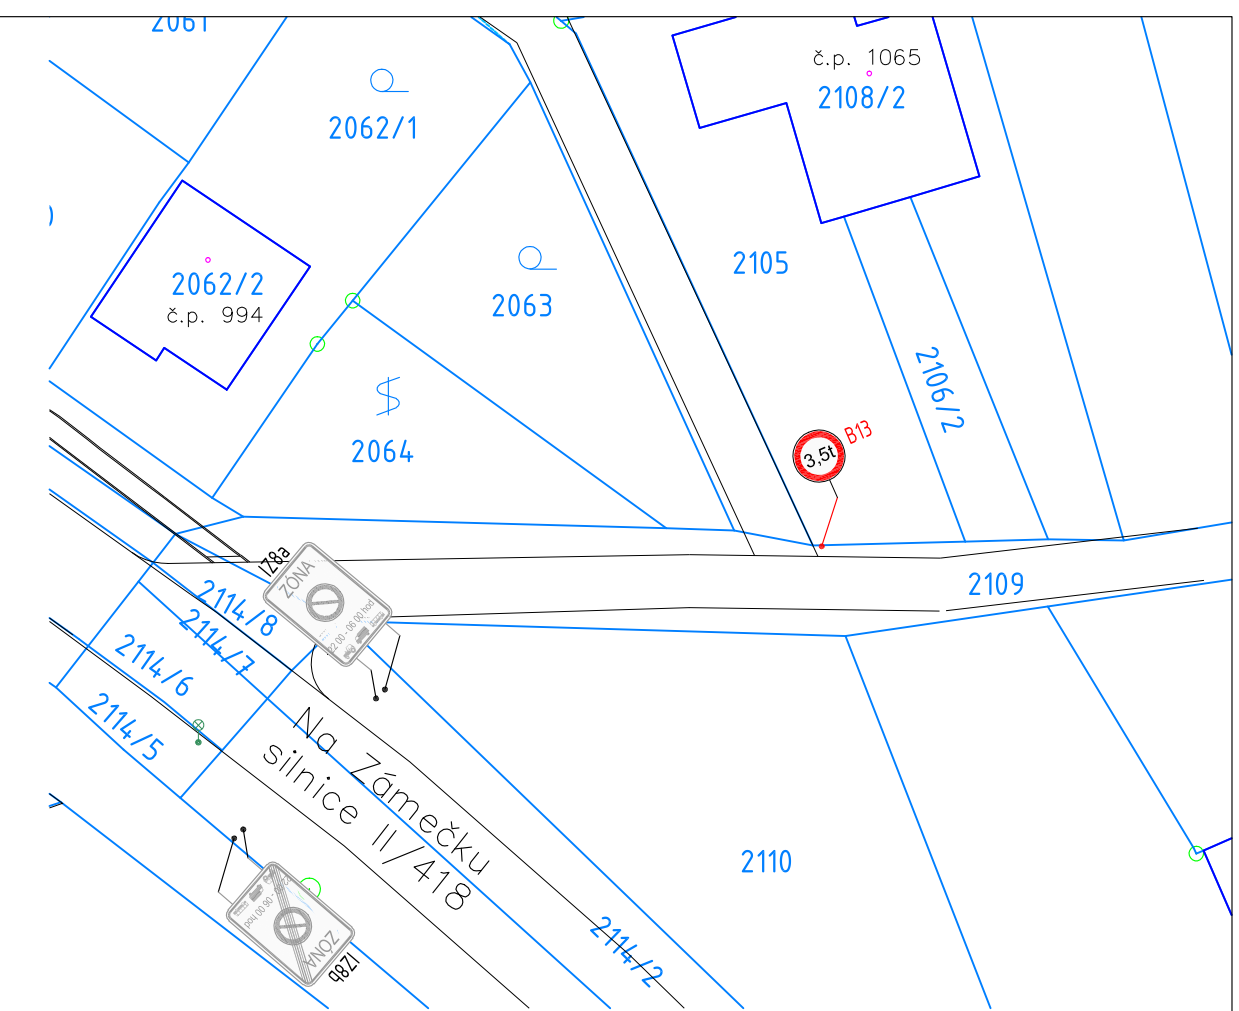 2061
č.p. 1065
2108/2
2062/1
2105
2062/2
č.p. 994
2063
2106/2
2064
B13
3,5t
IZ8a
ZÓNA
22 00 - 06 00 hod
2109
2114/8
2114/7
2114/6
2114/5
Na Zámečku
silnice II/418
2110
2114/2
ZÓNA
IZ8b